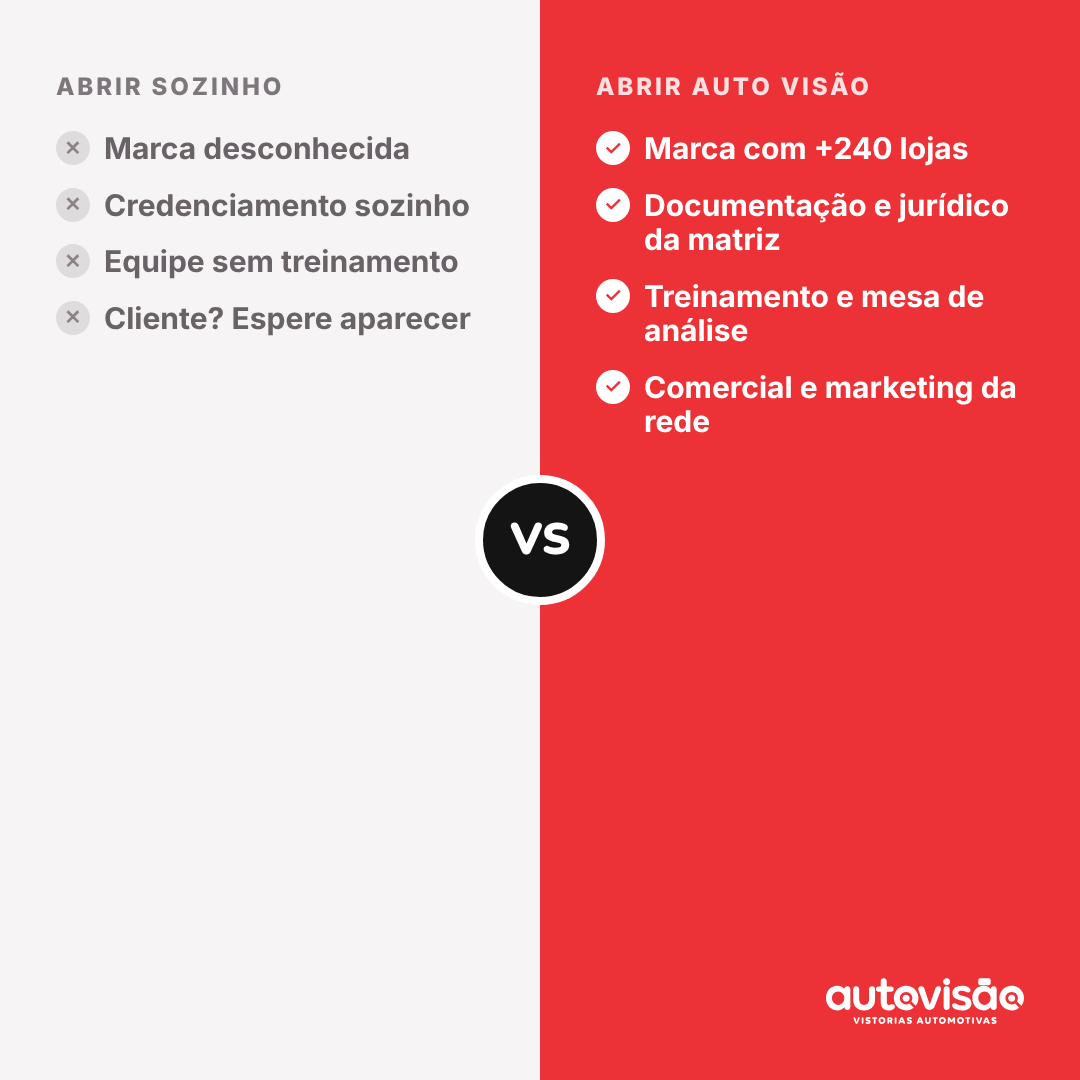 ABRIR SOZINHO
Marca desconhecida
Credenciamento sozinho
Equipe sem treinamento
Cliente? Espere aparecer
ABRIR AUTO VISÃO
Marca com +240 lojas
Documentação e jurídico
da matriz
Treinamento e mesa de
análise
Comercial e marketing da
rede
VS
autovisão
VISTORIAS AUTOMOTIVAS